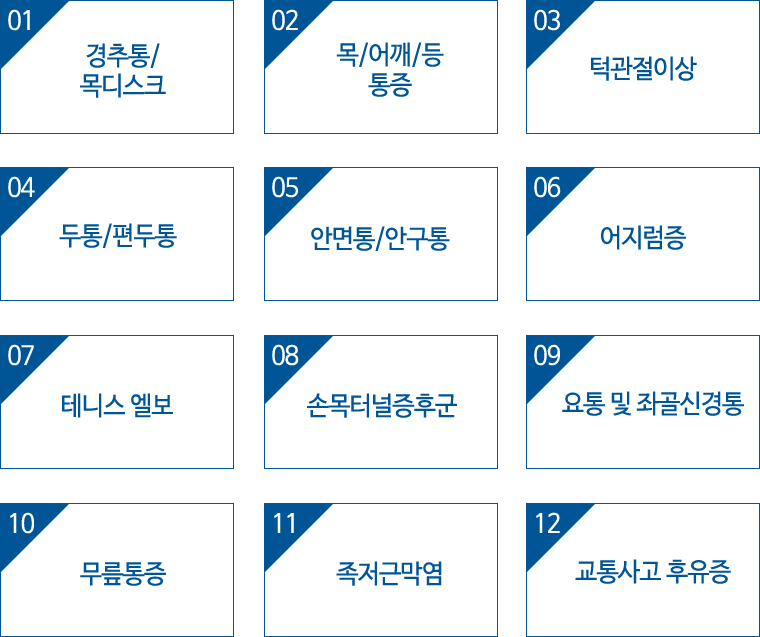 01
경추통/
목디스크
02
목/어깨/등
통증
03
턱관절이상
04
두통/편두통
05
안면통/안구통
06
어지럼증
07
테니스 엘보
08
손목터널증후군
09
요통 및 좌골신경통
10
무릎통증
11
족저근막염
12
교통사고 후유증